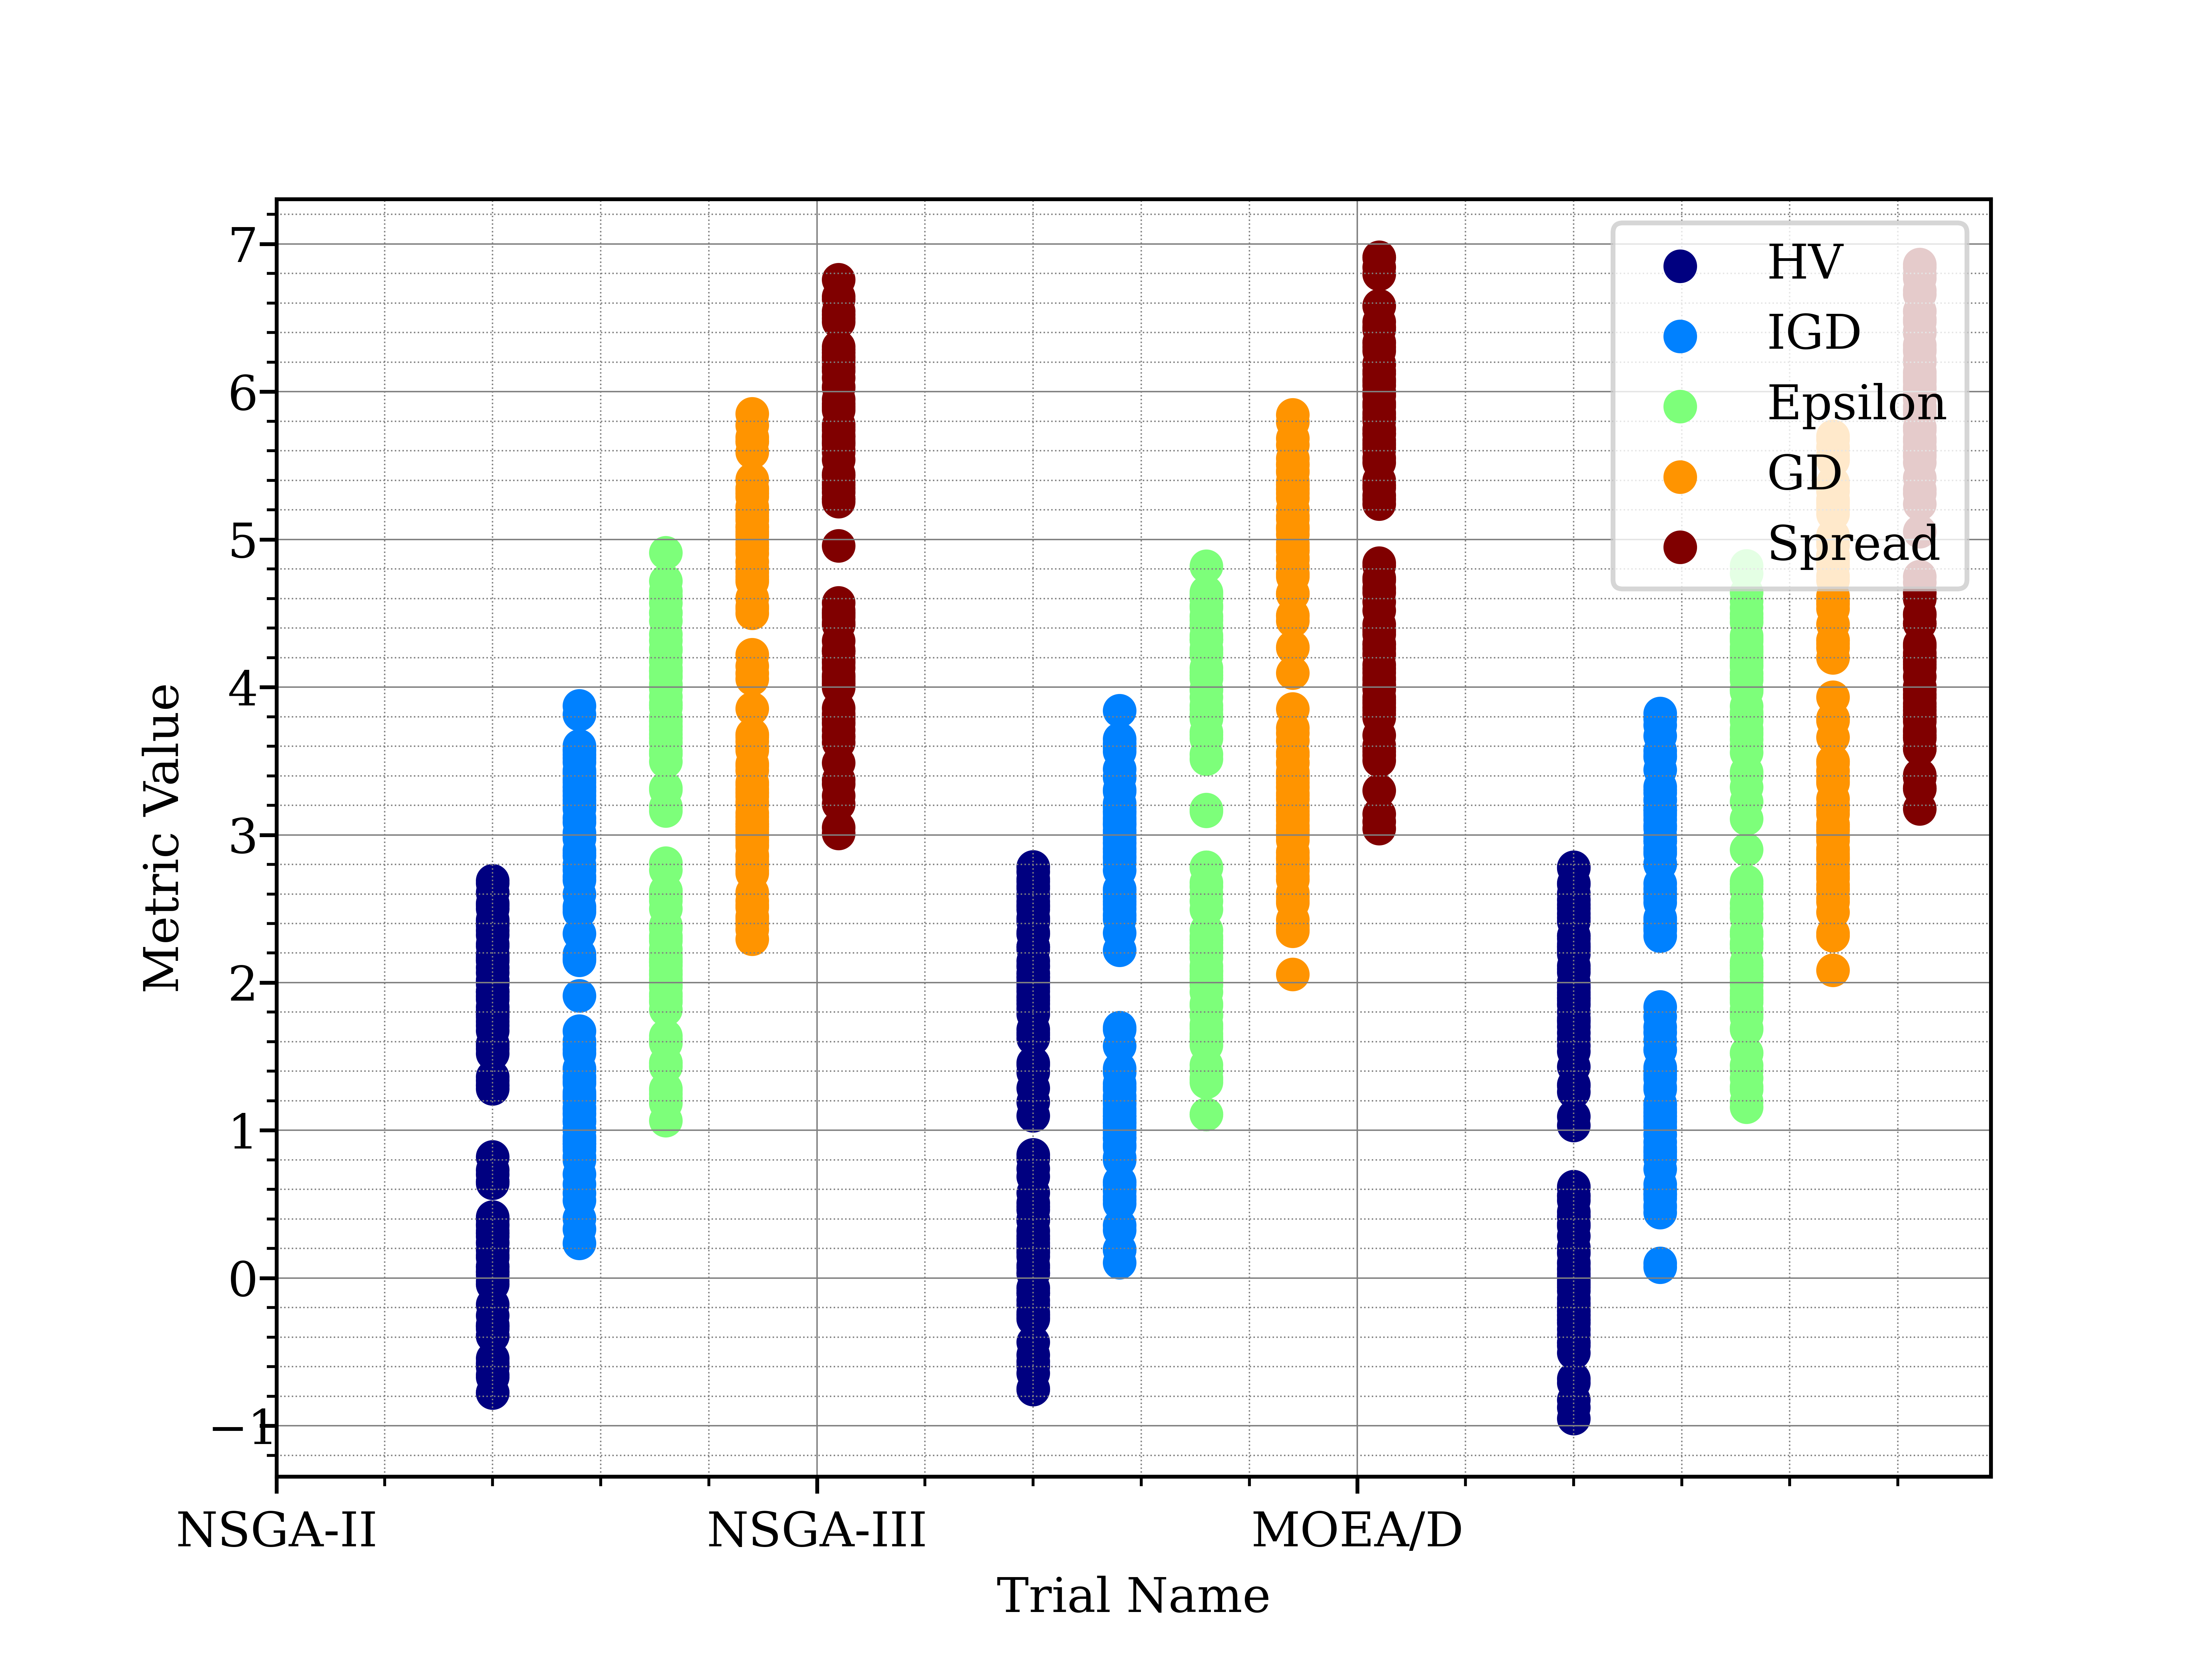 HV
IGD
Epsilon
GD
Spread
7
6
5
4
3
2
1
0
−1
Metric Value
NSGA-II NSGA-III MOEA/D
Trial Name